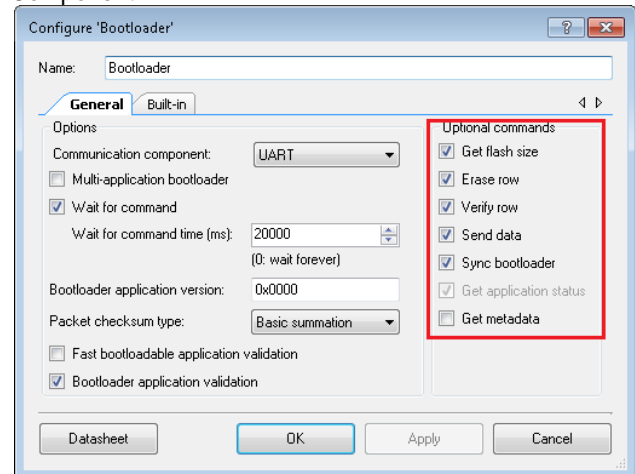 Configure 'Bootloader'
Name: Bootloader
General Built-in
Options
Communication component: UART
Multi-application bootloader
Wait for command
Wait for command time (ms): 20000
(0: wait forever)
Bootloader application version: 0x0000
Packet checksum type: Basic summation
Fast bootloadable application validation
Bootloader application validation
Optional commands
Get flash size
Erase row
Verify row
Send data
Sync bootloader
Get application status
Get metadata
Datasheet OK Apply Cancel